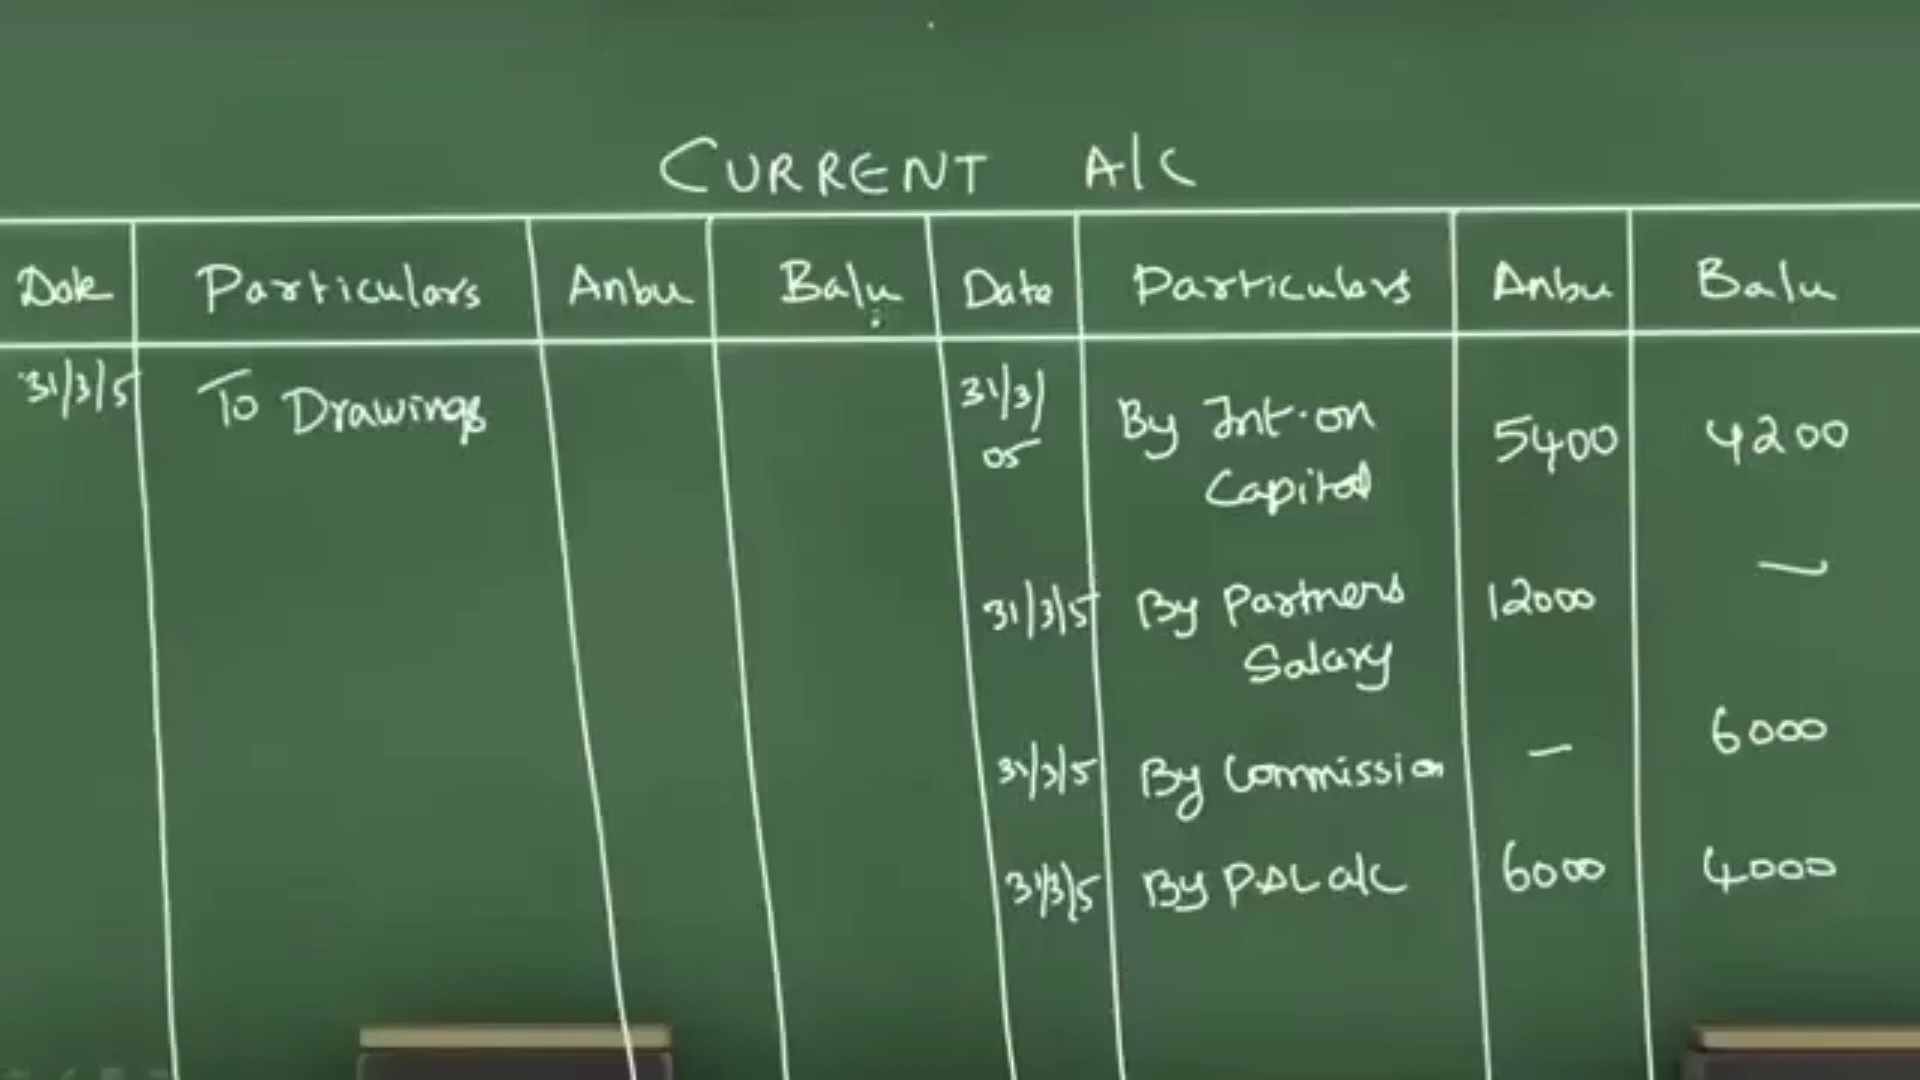 CURRENT A/C
Date Particulars Anbu Balu Date Particulars Anbu Balu
31/3/5 To Drawings 31/3/ By Int.on 5400 4200
05 Capital
31/3/5 By Partners 12000 —
Salary
31/3/5 By Commission — 6000
31/3/5 By P&L a/c 6000 4000